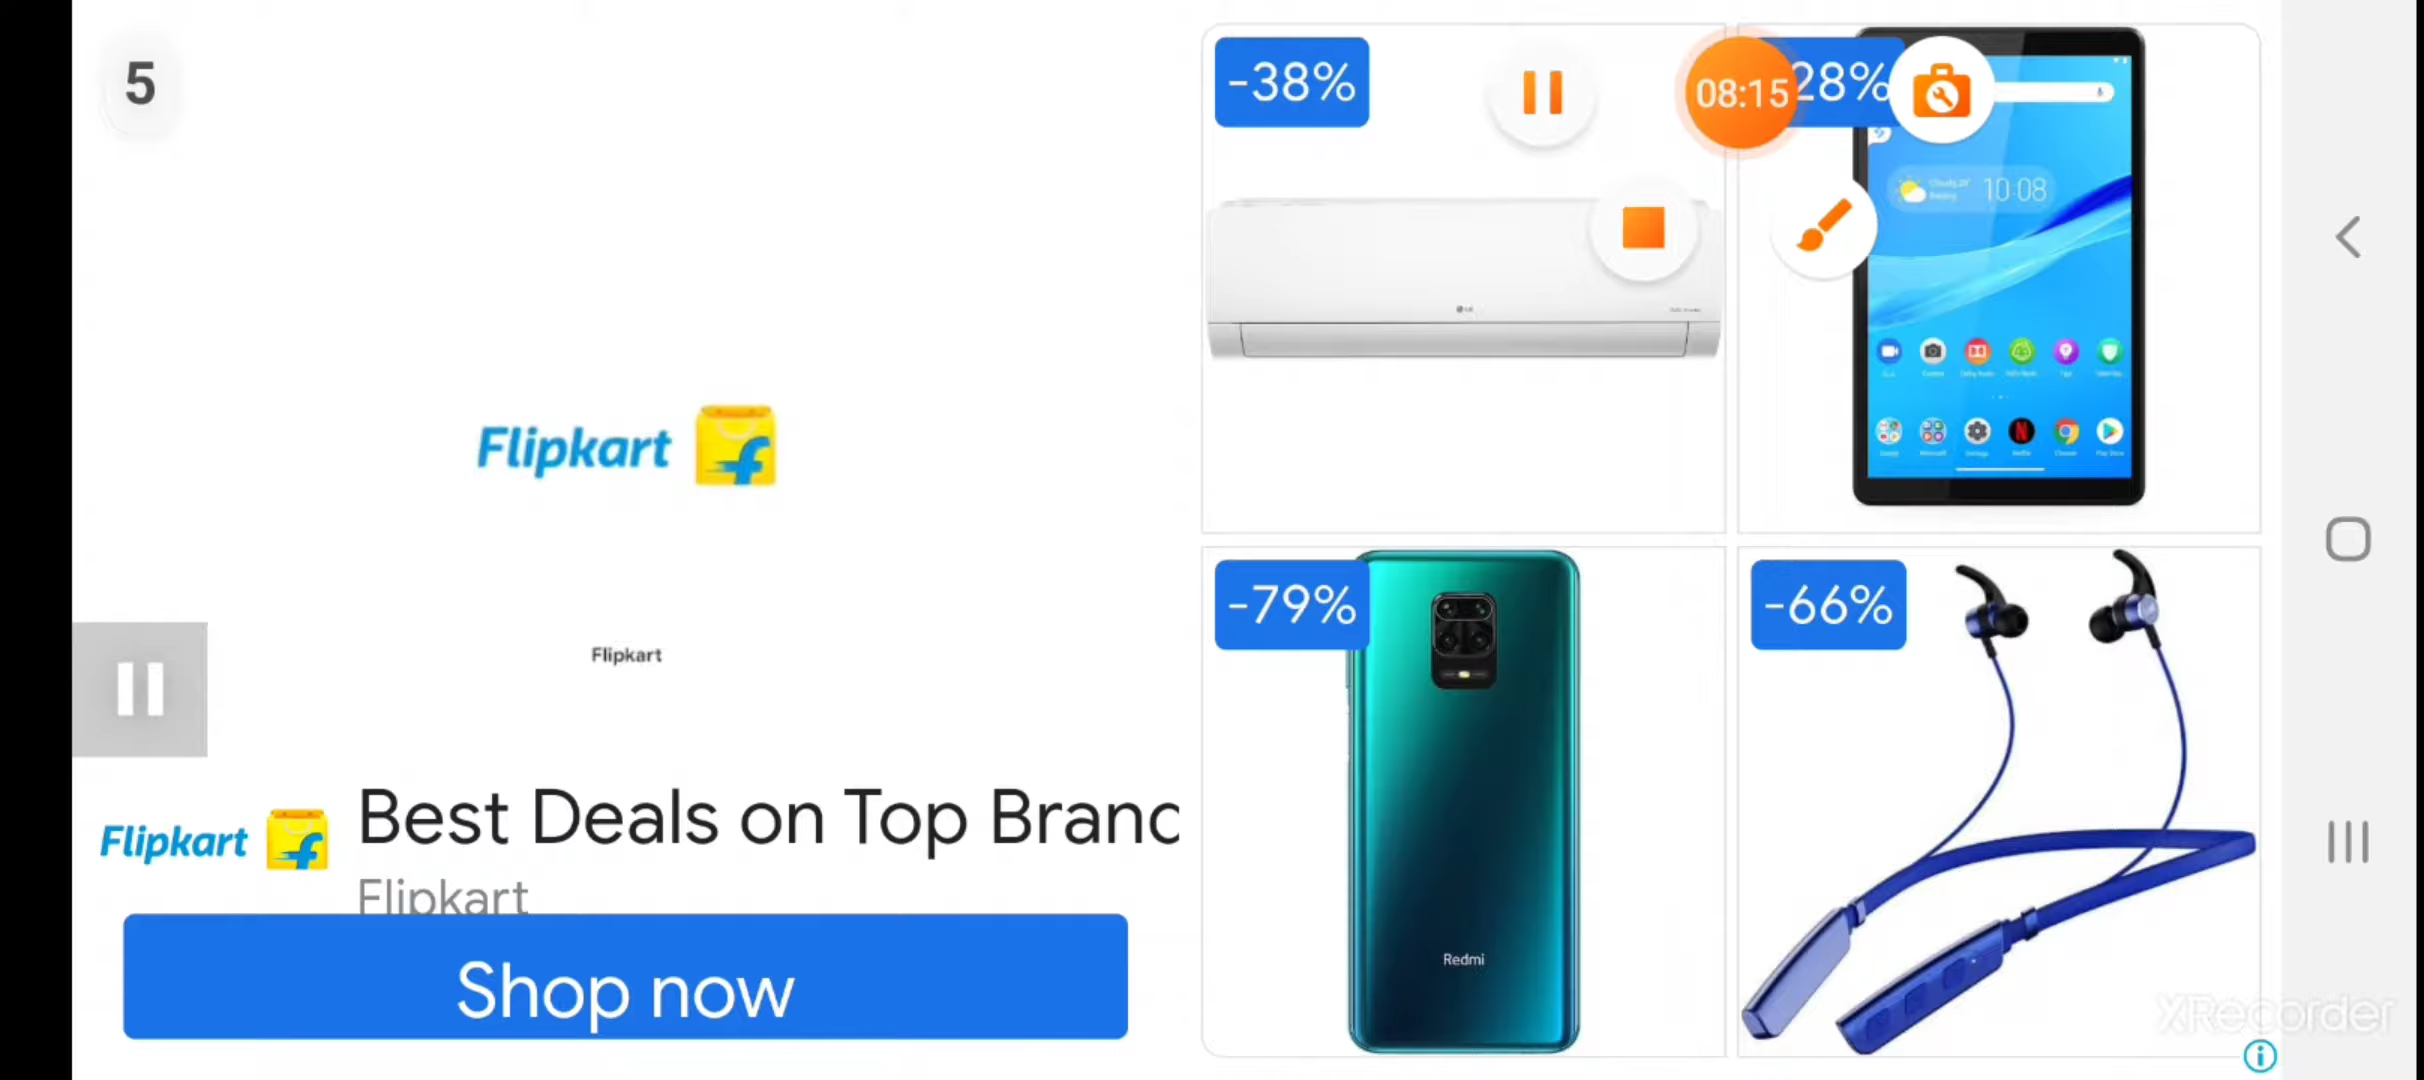 5
-38%
08:15
28%
10:08
Flipkart
Flipkart
Best Deals on Top Branc
Flipkart
Flipkart
Shop now
-79%
-66%
Redmi
XRecorder